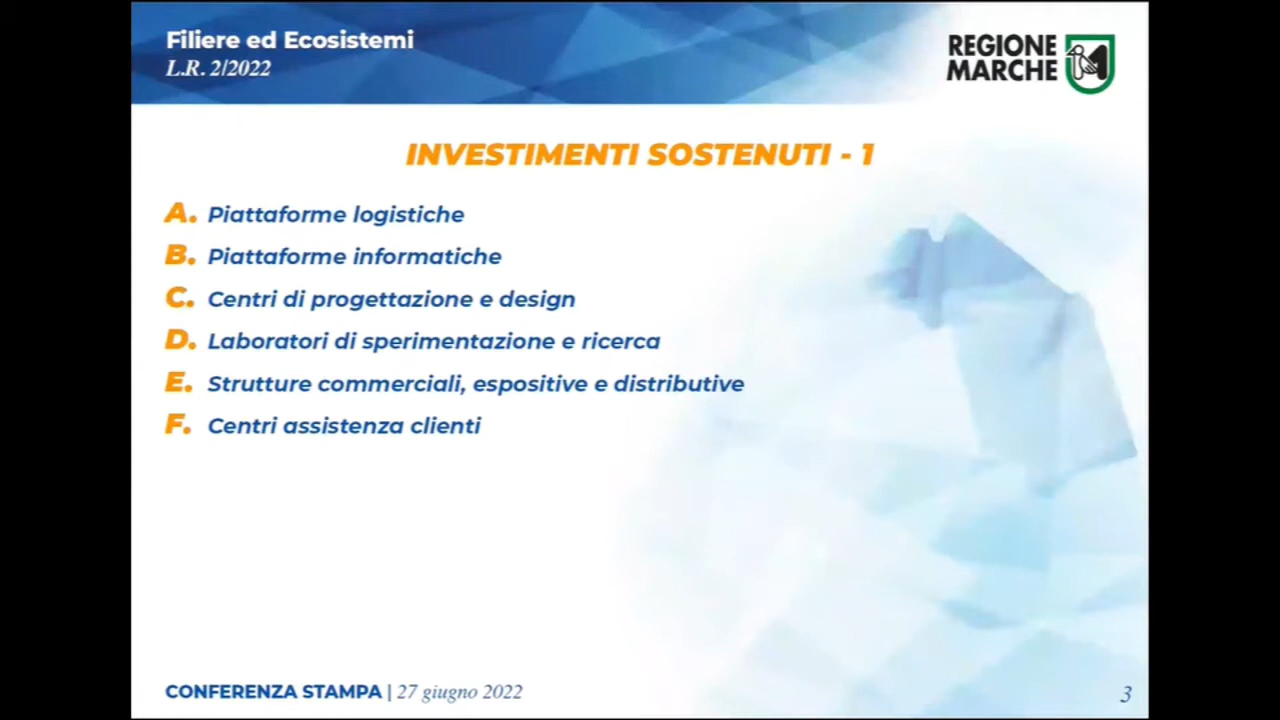 Filiere ed Ecosistemi
L.R. 2/2022
REGIONE
MARCHE
INVESTIMENTI SOSTENUTI - 1
A. Piattaforme logistiche
B. Piattaforme informatiche
C. Centri di progettazione e design
D. Laboratori di sperimentazione e ricerca
E. Strutture commerciali, espositive e distributive
F. Centri assistenza clienti
CONFERENZA STAMPA | 27 giugno 2022
3